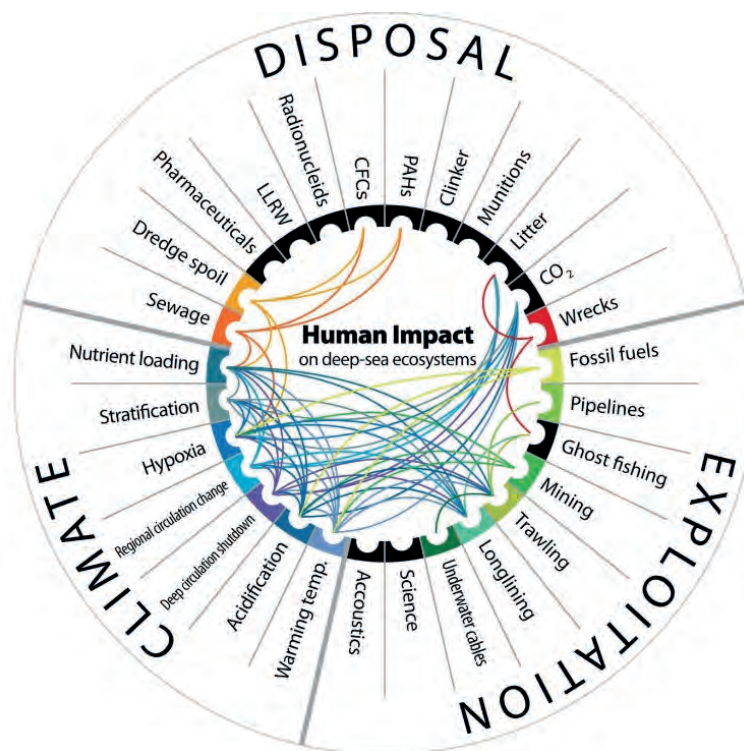 DISPOSAL
Sewage
Dredge spoil
Pharmaceuticals
LLRW
Radionucleids
CFCs
PAHs
Clinker
Munitions
Litter
CO₂
Wrecks
Human Impact
on deep-sea ecosystems
EXPLOITATION
Fossil fuels
Pipelines
Ghost fishing
Mining
Trawling
Longlining
Underwater cables
Science
Accoustics
CLIMATE
Nutrient loading
Stratification
Hypoxia
Regional circulation change
Deep circulation shutdown
Acidification
Warming temp.